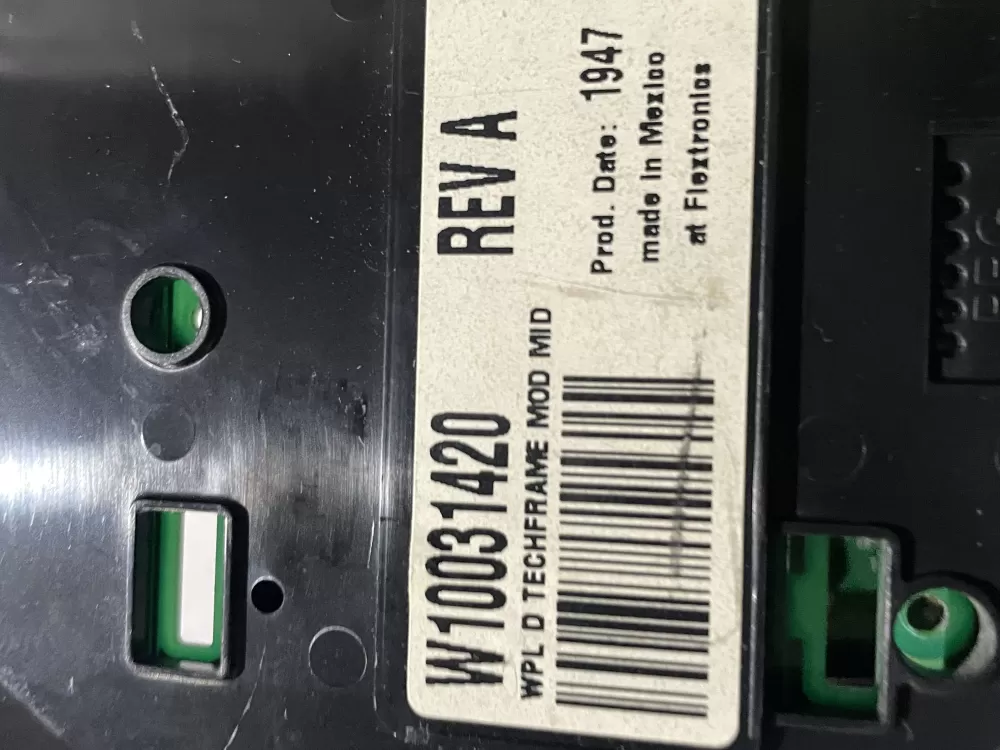 W10031420 REV A
WPL D TECHFRAME MOD MID
Prod. Date: 1947
made in Mexico
at Flextronics